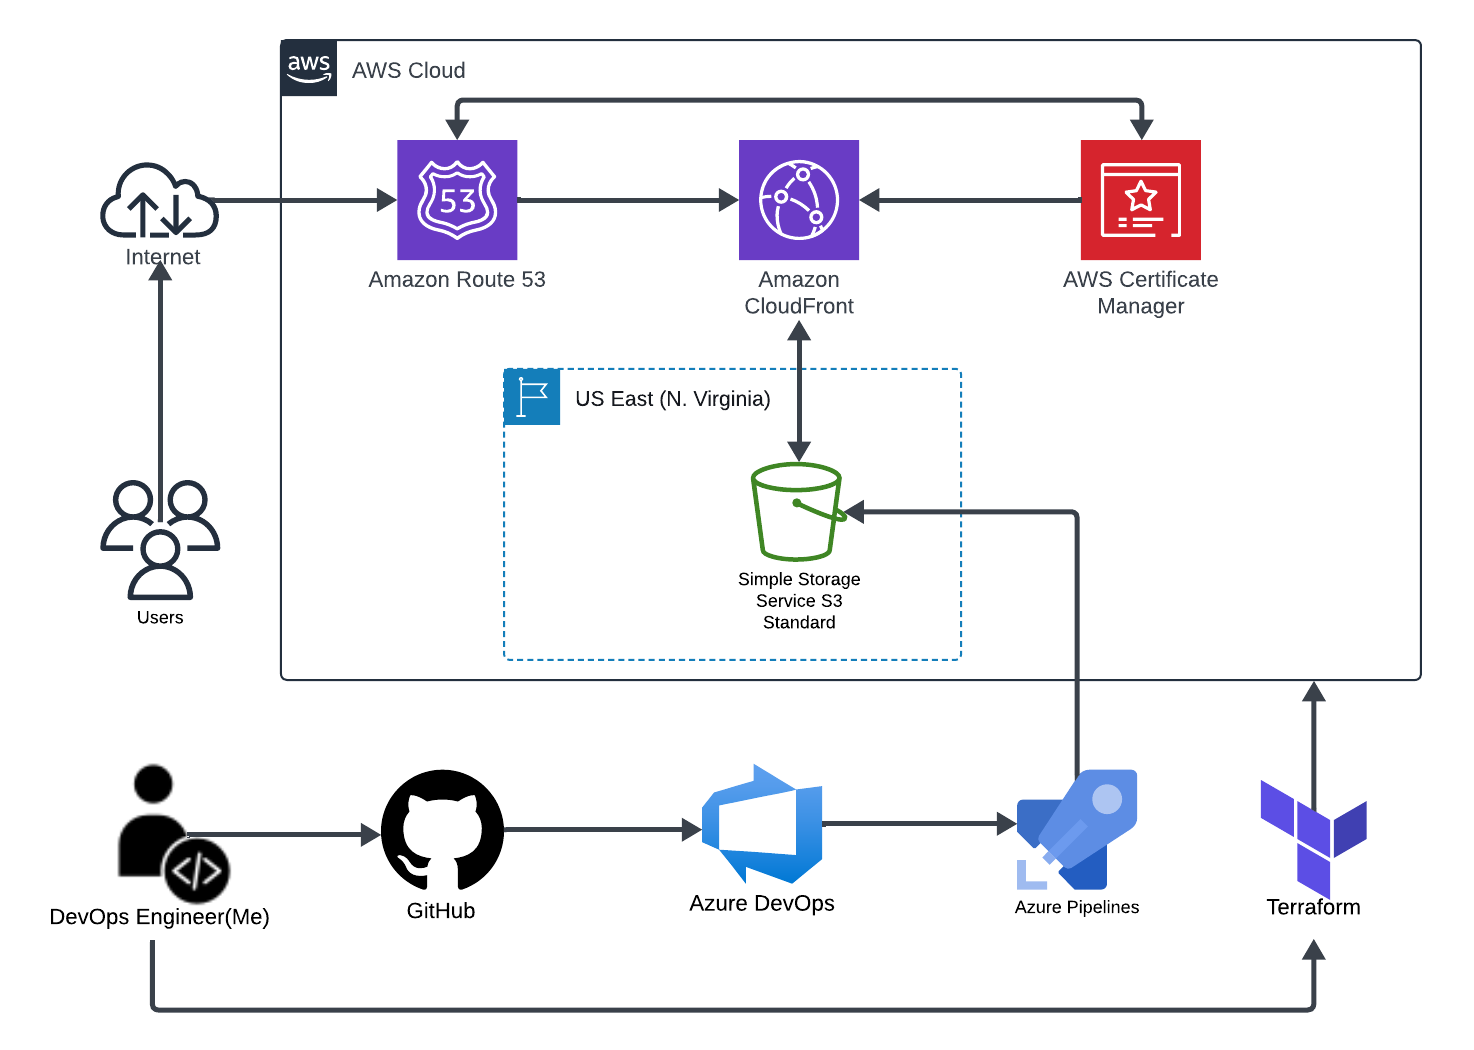 aws
AWS Cloud
53
Internet
Amazon Route 53
Amazon
CloudFront
AWS Certificate
Manager
US East (N. Virginia)
Simple Storage
Service S3
Standard
Users
</>
DevOps Engineer(Me)
GitHub
Azure DevOps
Azure Pipelines
Terraform